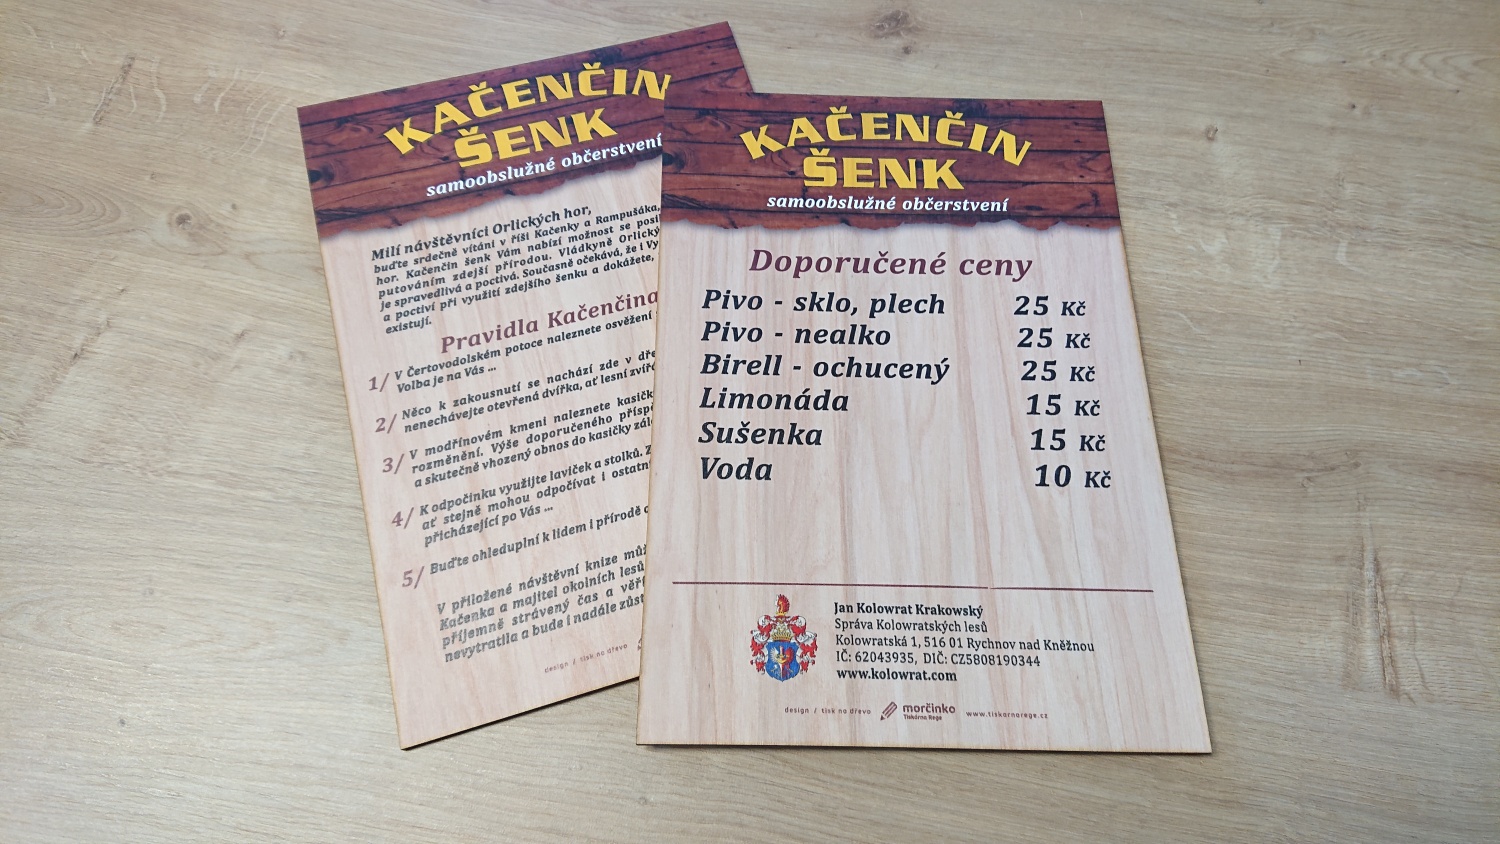 KAČENČIN
ŠENK
samoobslužné občerstvení
Milí návštěvníci Orlických hor,
buďte srdečně vítáni v říši Kačenky a Rampušáka,
hor. Kačenčin šenk Vám nabízí možnost se posi
putováním zdejší přírodou. Vládkyně Orlický
je spravedlivá a poctivá. Současně očekává, že i Vy
a poctiví při využití zdejšího šenku a dokážete,
existují.
Pravidla Kačenčina
1/ V Čertovodolském potoce naleznete osvěžení
Volba je na Vás ...
2/ Něco k zakousnutí se nachází zde v dře
nenechávejte otevřená dvířka, ať lesní zvířá
3/ V modřínovém kmeni naleznete kasičk
rozměnění. Výše doporučeného příspě
a skutečně vhozený obnos do kasičky zál
4/ K odpočinku využijte laviček a stolků. Z
ať stejně mohou odpočívat i ostatn
přicházející po Vás ...
5/ Buďte ohleduplní k lidem i přírodě
V přiložené návštěvní knize můž
Kačenka a majitel okolních lesů
příjemně strávený čas a věř
nevytratila a bude i nadále zůst
design / tisk na dřevo
KAČENČIN
ŠENK
samoobslužné občerstvení
Doporučené ceny
Pivo - sklo, plech 25 Kč
Pivo - nealko 25 Kč
Birell - ochucený 25 Kč
Limonáda 15 Kč
Sušenka 15 Kč
Voda 10 Kč
Jan Kolowrat Krakowský
Správa Kolowratských lesů
Kolowratská 1, 516 01 Rychnov nad Kněžnou
IČ: 62043935, DIČ: CZ5808190344
www.kolowrat.com
design / tisk na dřevo morčinko Tiskárna Rege www.tiskarnarege.cz